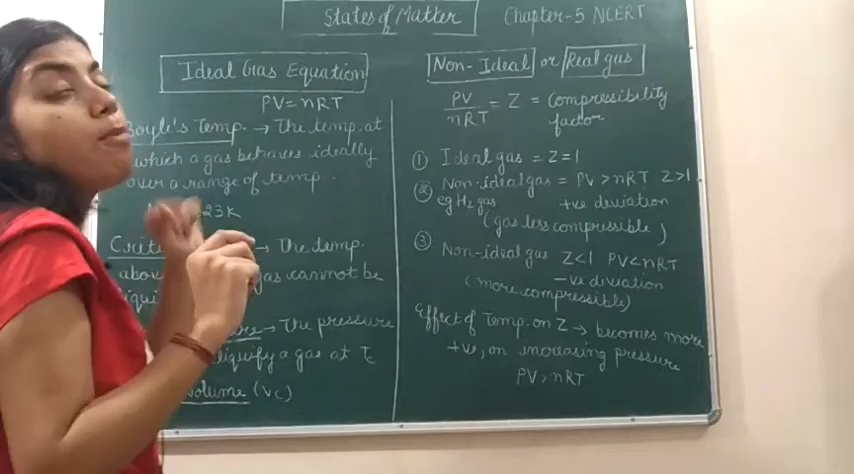 States of Matter
Chapter-5 NCERT
Ideal Gas Equation
PV = nRT
Boyle's Temp. → The temp. at
which a gas behaves ideally
over a range of temp.
23K
→ The temp.
gas cannot be
→ The pressure
liquify a gas at Tc
Volume (Vc)
Non-Ideal or Real gas
PV/nRT = Z = Compressibility
factor
① Ideal gas = Z=1
② Non-ideal gas = PV > nRT Z>1
eg H2 gas +ve deviation
(gas less compressible)
③ Non-ideal gas Z<1 PV<nRT
-ve deviation
(more compressible)
Effect of Temp. on Z → becomes more
+ve, on increasing pressure
PV>nRT